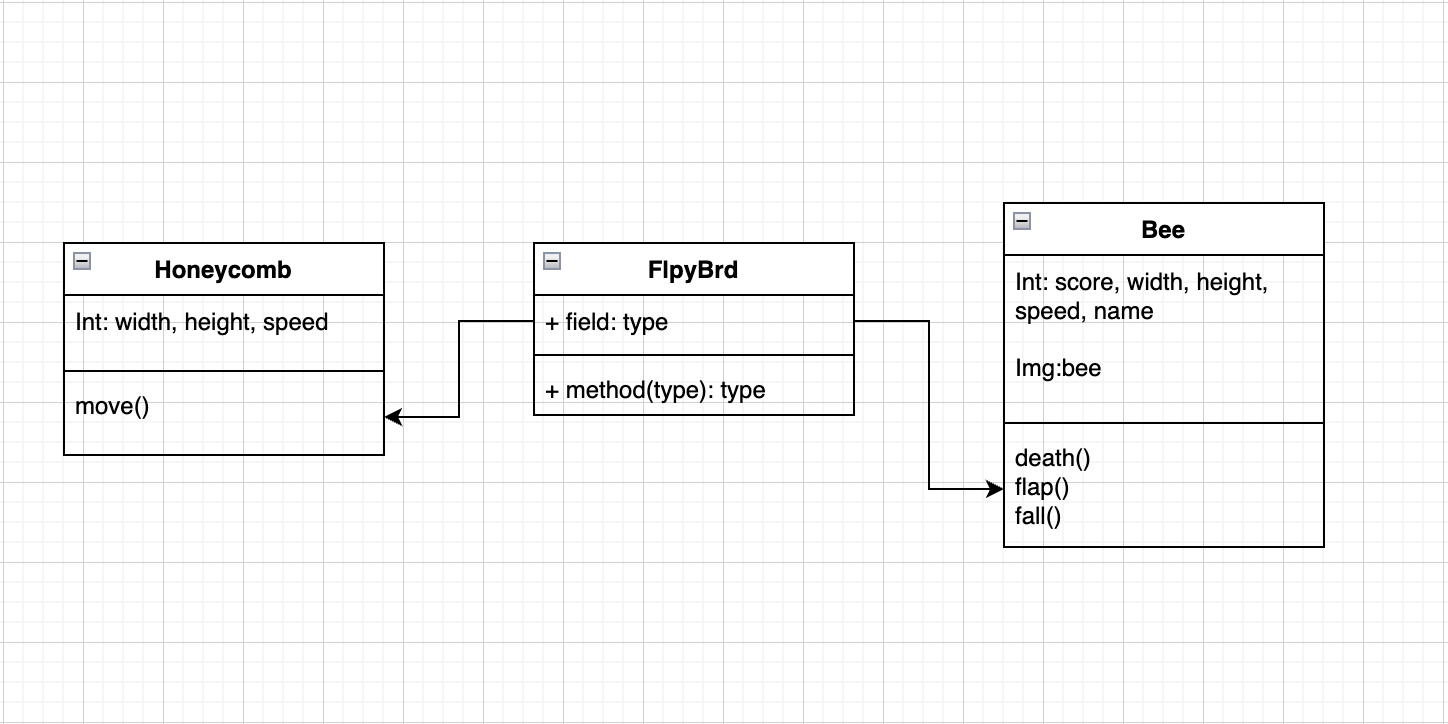 Honeycomb
Int: width, height, speed
move()
FlpyBrd
+ field: type
+ method(type): type
Bee
Int: score, width, height,
speed, name
Img:bee
death()
flap()
fall()